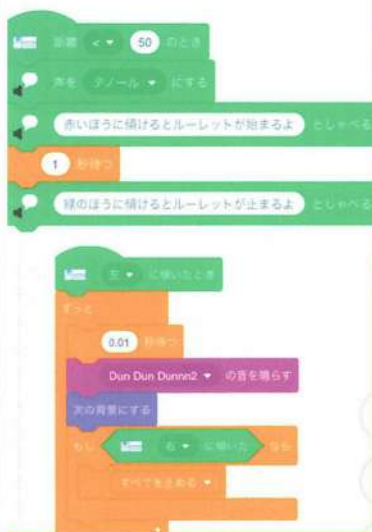 距離 < 50 のとき
声を テノール にする
赤いほうに傾けるとルーレットが始まるよ としゃべる
1 秒待つ
緑のほうに傾けるとルーレットが止まるよ としゃべる
左 に傾いたとき
ずっと
0.01 秒待つ
Dun Dun Dunnn2 の音を鳴らす
次の背景にする
もし 右 に傾いた なら
すべてを止める